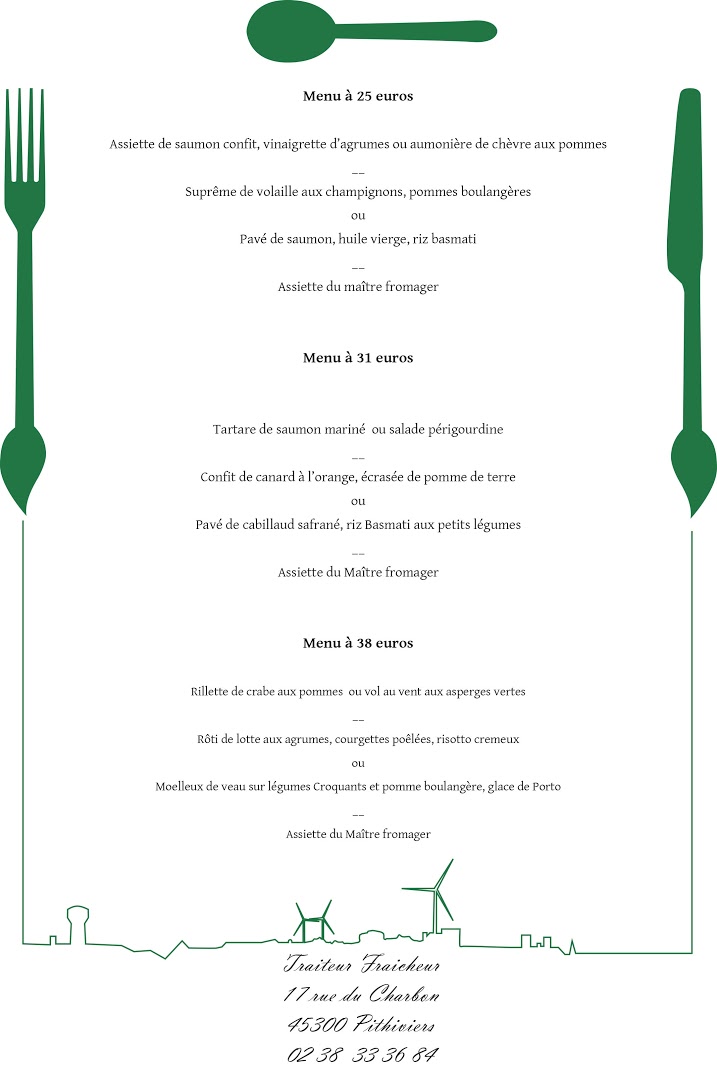 Menu à 25 euros
Assiette de saumon confit, vinaigrette d'agrumes ou aumonière de chèvre aux pommes
__
Suprême de volaille aux champignons, pommes boulangères
ou
Pavé de saumon, huile vierge, riz basmati
__
Assiette du maître fromager
Menu à 31 euros
Tartare de saumon mariné ou salade périgourdine
__
Confit de canard à l'orange, écrasée de pomme de terre
ou
Pavé de cabillaud safrané, riz Basmati aux petits légumes
__
Assiette du Maître fromager
Menu à 38 euros
Rillette de crabe aux pommes ou vol au vent aux asperges vertes
__
Rôti de lotte aux agrumes, courgettes poêlées, risotto cremeux
ou
Moelleux de veau sur légumes Croquants et pomme boulangère, glace de Porto
__
Assiette du Maître fromager
Traiteur Fraicheur
17 rue du Charbon
45300 Pithiviers
02 38 33 36 84